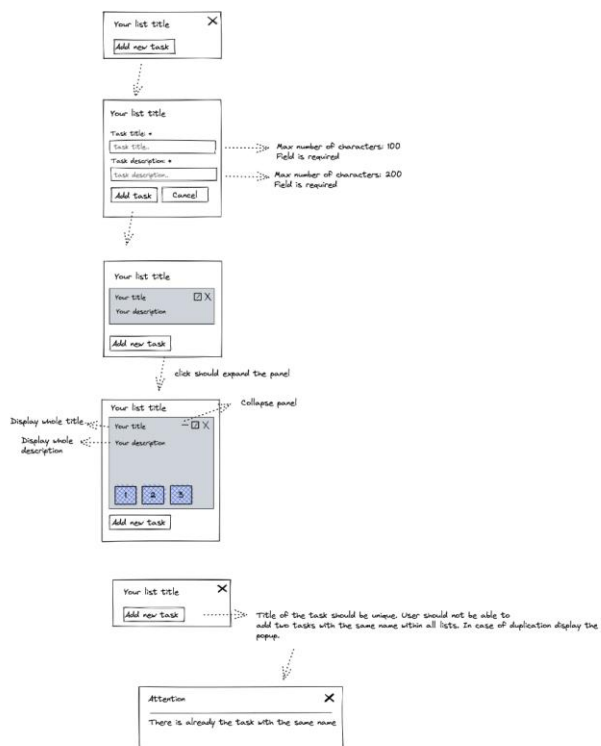 Your list title
Add new task
Your list title
Task title: *
task title..
Max number of characters: 100
Field is required
Task description: *
task description..
Max number of characters: 200
Field is required
Add task
Cancel
Your list title
Your title
Your description
Add new task
click should expand the panel
Your list title
Collapse panel
Display whole title
Your title
Display whole
description
Your description
1 2 3
Add new task
Your list title
Add new task
Title of the task should be unique. User should not be able to
add two tasks with the same name within all lists. In case of duplication display the
popup.
Attention
There is already the task with the same name